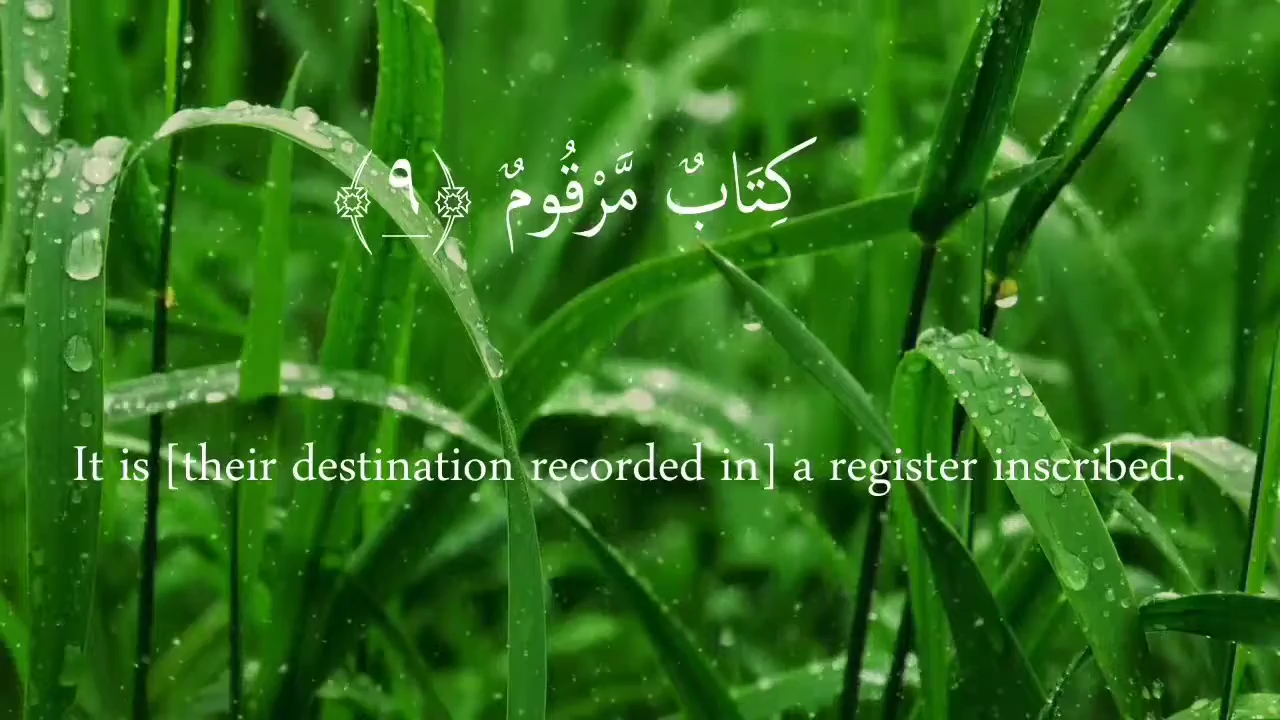 كِتَابٌ مَّرْقُومٌ ﴿٩﴾
It is [their destination recorded in] a register inscribed.